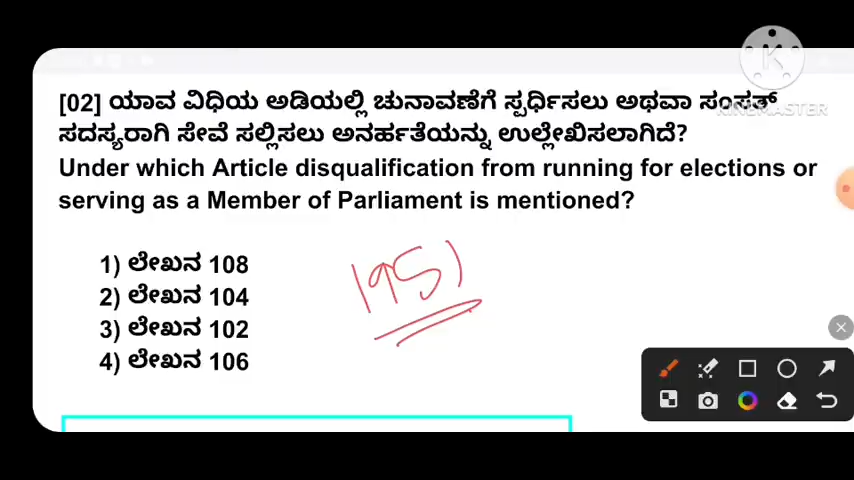 KINEMASTER
[02] ಯಾವ ವಿಧಿಯ ಅಡಿಯಲ್ಲಿ ಚುನಾವಣೆಗೆ ಸ್ಪರ್ಧಿಸಲು ಅಥವಾ ಸಂಸತ್
ಸದಸ್ಯರಾಗಿ ಸೇವೆ ಸಲ್ಲಿಸಲು ಅನರ್ಹತೆಯನ್ನು ಉಲ್ಲೇಖಿಸಲಾಗಿದೆ?
Under which Article disqualification from running for elections or
serving as a Member of Parliament is mentioned?
1) ಲೇಖನ 108
2) ಲೇಖನ 104
3) ಲೇಖನ 102
4) ಲೇಖನ 106
1951